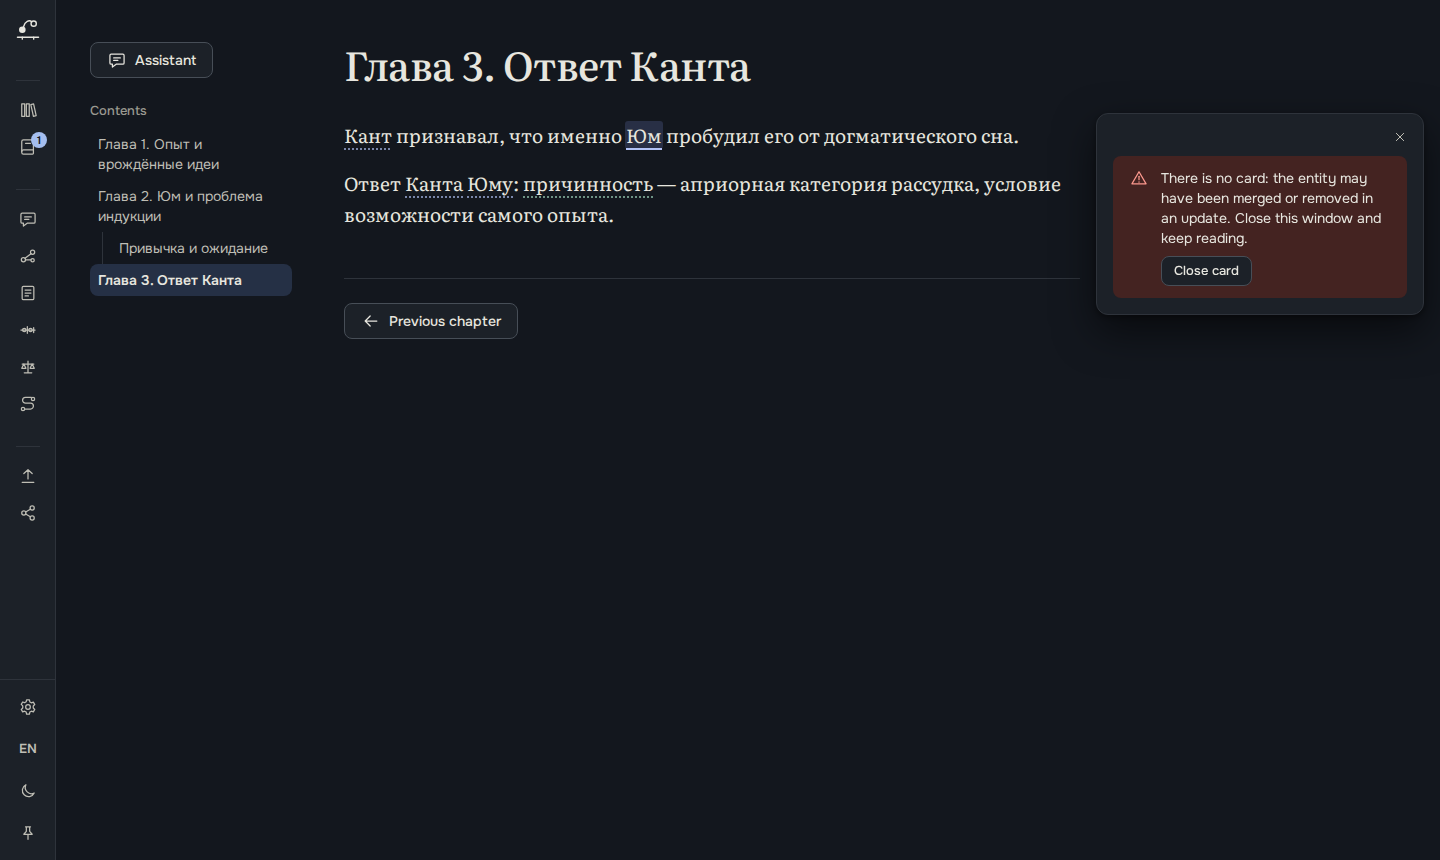 1
EN
Assistant
Contents
Глава 1. Опыт и
врождённые идеи
Глава 2. Юм и проблема
индукции
Привычка и ожидание
Глава 3. Ответ Канта
Глава 3. Ответ Канта
Кант признавал, что именно Юм пробудил его от догматического сна.
Ответ Канта Юму: причинность — априорная категория рассудка, условие
возможности самого опыта.
Previous chapter
There is no card: the entity may
have been merged or removed in
an update. Close this window and
keep reading.
Close card